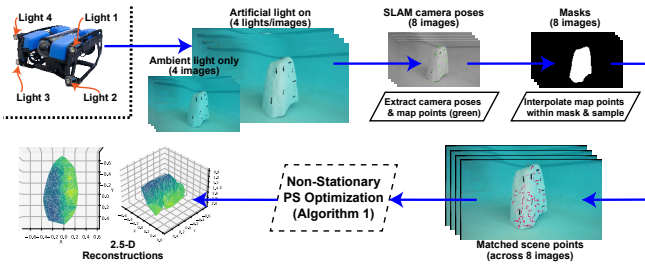 Light 4
Light 1
Light 3
Light 2
Artificial light on
(4 lights/images)
Ambient light only
(4 images)
SLAM camera poses
(8 images)
Extract camera poses
& map points (green)
Masks
(8 images)
Interpolate map points
within mask & sample
Matched scene points
(across 8 images)
Non-Stationary
PS Optimization
(Algorithm 1)
2.5-D
Reconstructions